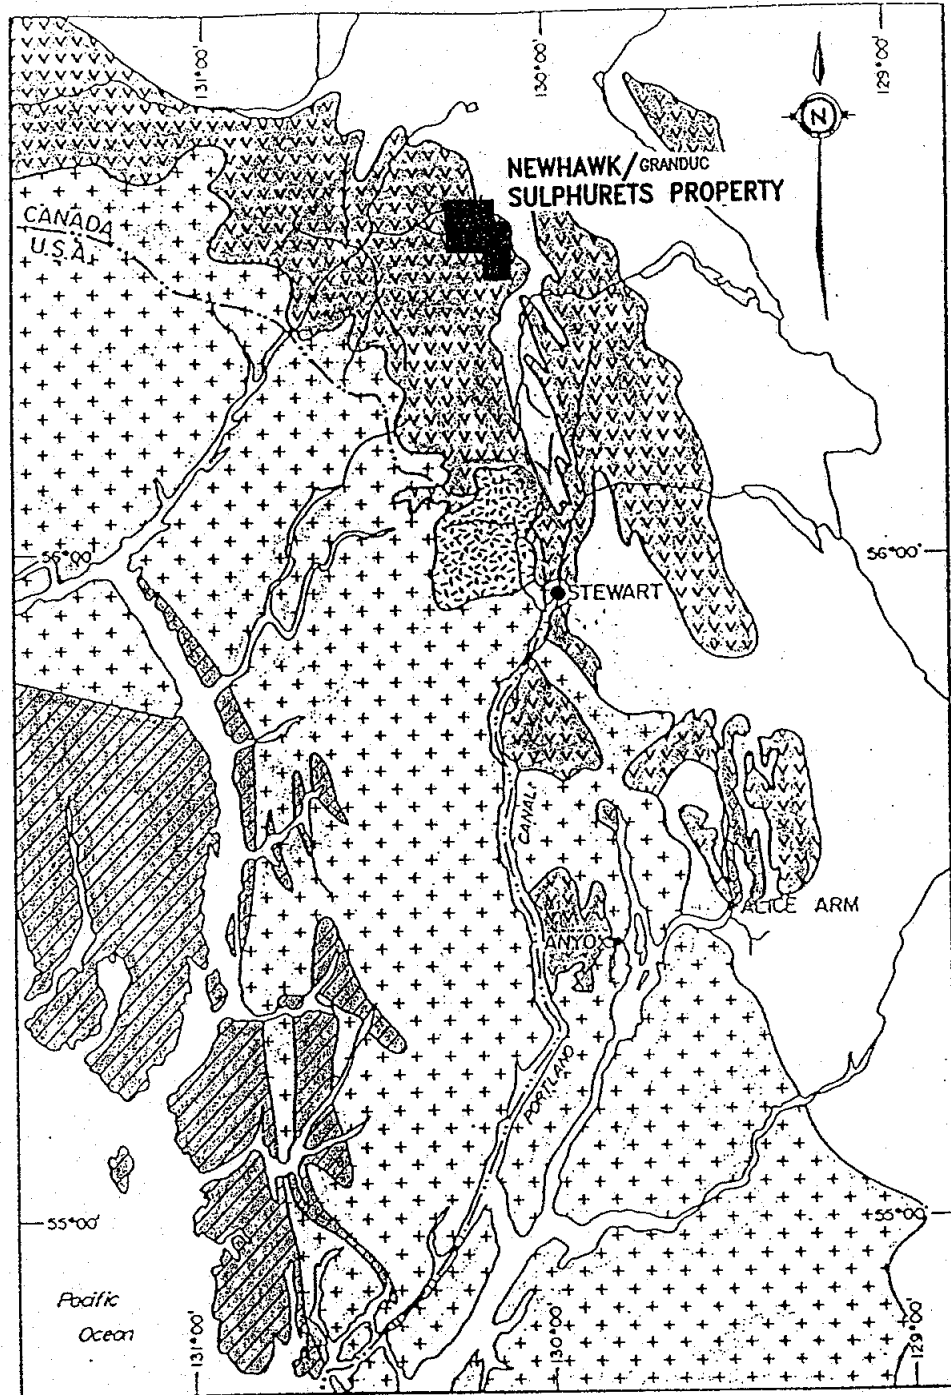 131°00'
130°00'
129°00'
N
NEWHAWK/GRANDUC
SULPHURETS PROPERTY
CANADA
U.S.A.
56°00'
56°00'
STEWART
CANAL
ALICE ARM
ANYOX
PORTLAND
55°00'
55°00'
Pacific
Ocean
131°00'
130°00'
129°00'